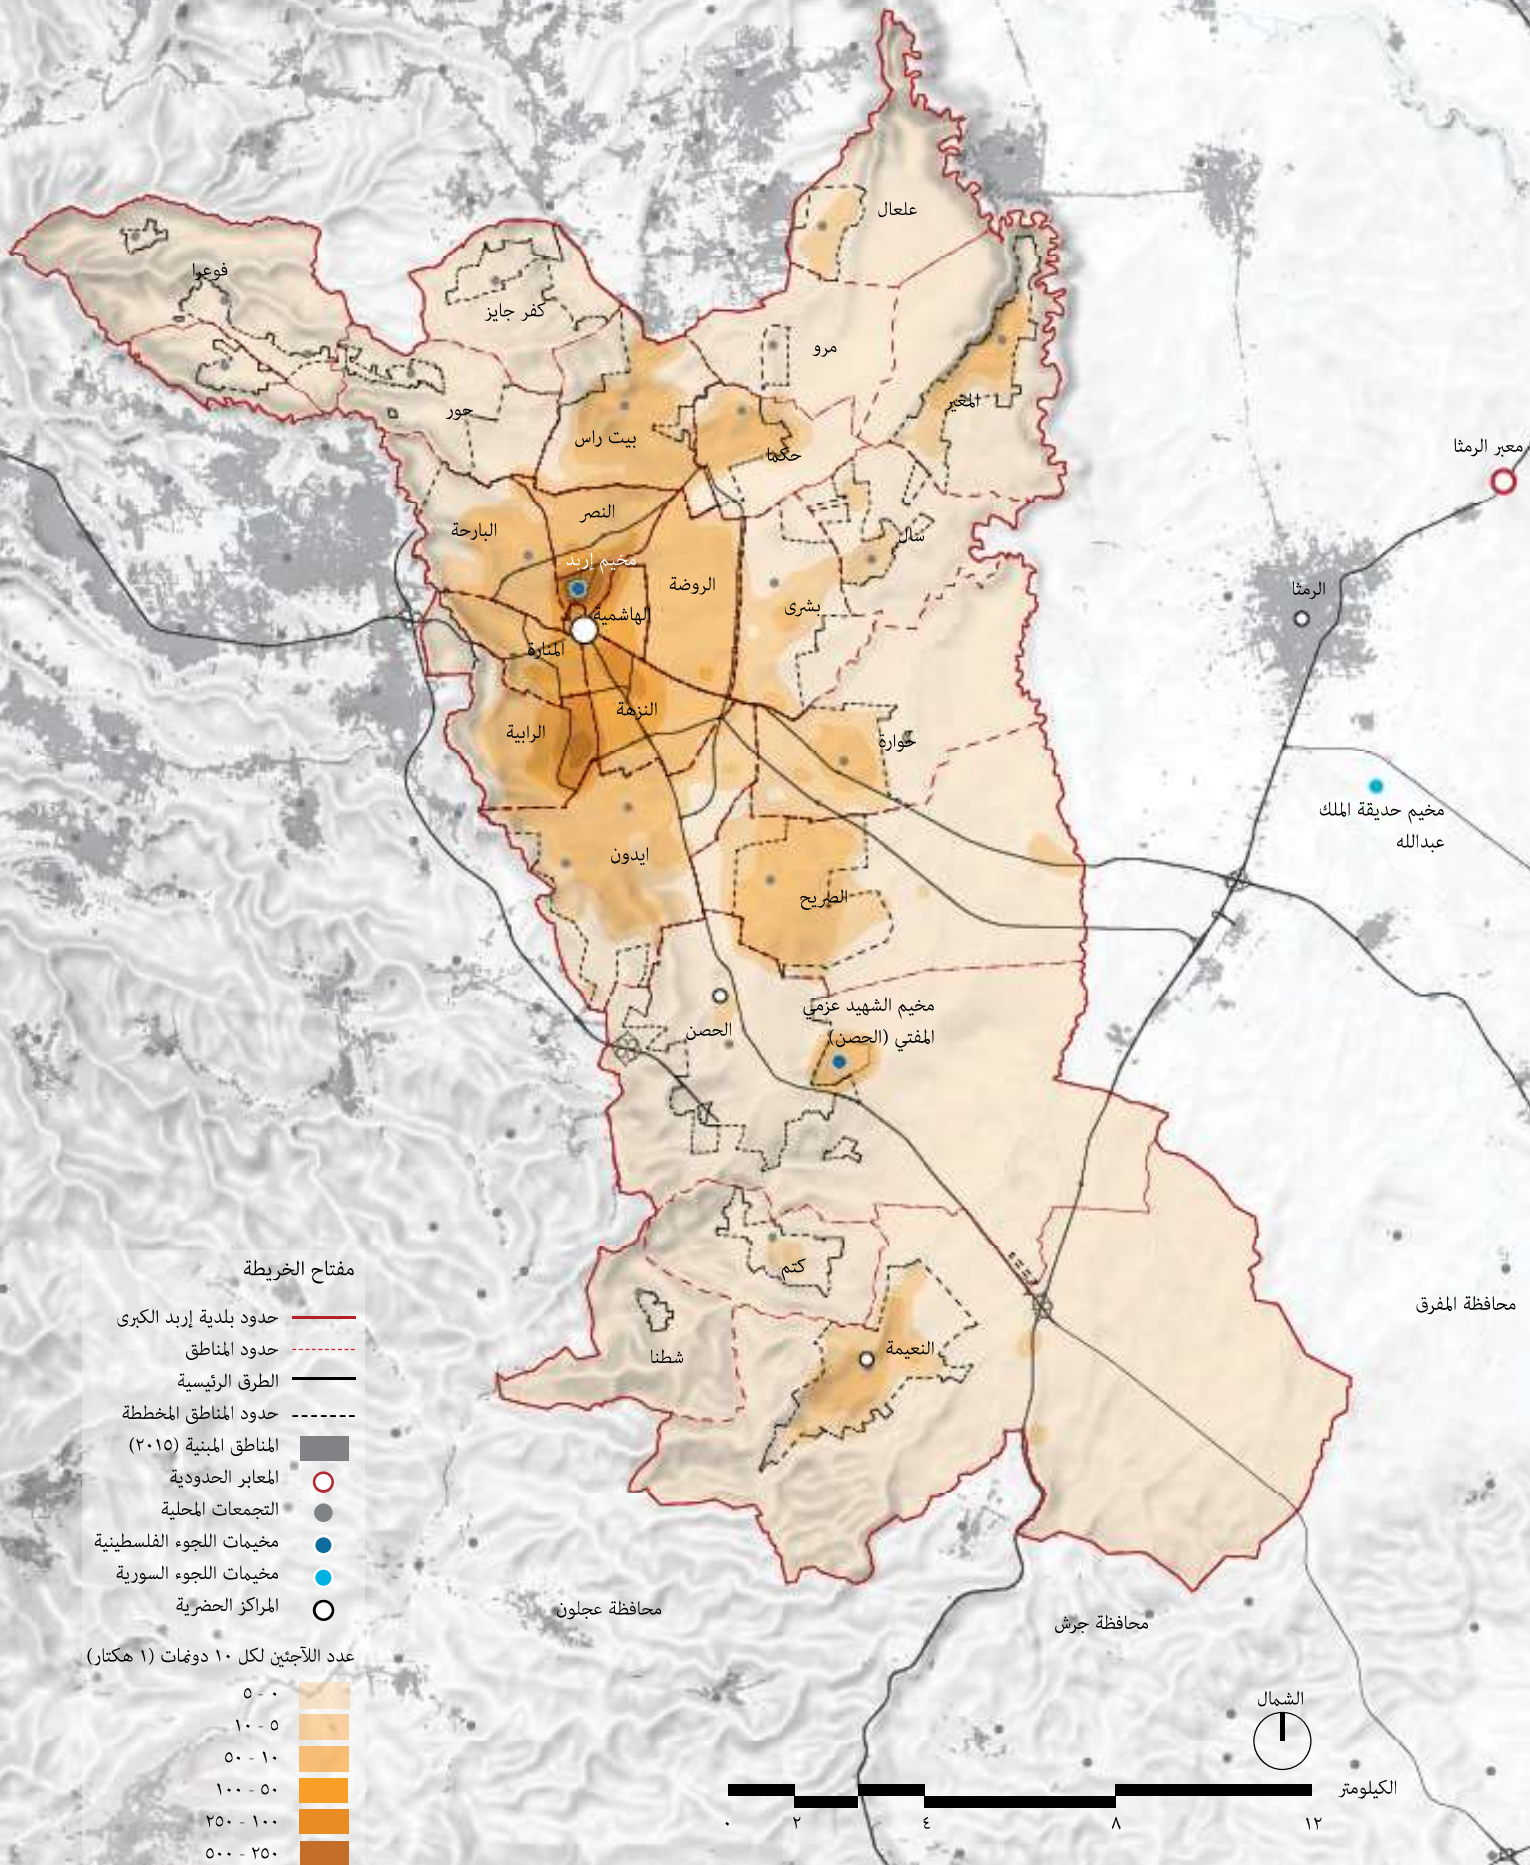 علعال
فوعرا
كفر جايز
مرو
المغير
حور
بيت راس
حكما
معبر الرمثا
النصر
البارحة
سال
مخيم إربد
الروضة
الرمثا
بشرى
الهاشمية
المنارة
النزهة
الرابية
حوارة
مخيم حديقة الملك
عبدالله
ايدون
الصريح
مخيم الشهيد عزمي
المفتي (الحصن)
الحصن
كتم
محافظة المفرق
النعيمة
شطنا
مفتاح الخريطة
حدود بلدية إربد الكبرى
حدود المناطق
الطرق الرئيسية
حدود المناطق المخططة
المناطق المبنية (٢٠١٥)
المعابر الحدودية
التجمعات المحلية
مخيمات اللجوء الفلسطينية
مخيمات اللجوء السورية
المراكز الحضرية
محافظة عجلون
محافظة جرش
عدد اللآجئين لكل ١٠ دونمات (١ هكتار)
٠ - ٥
٥ - ١٠
١٠ - ٥٠
٥٠ - ١٠٠
١٠٠ - ٢٥٠
٢٥٠ - ٥٠٠
الشمال
الكيلومتر
٠ ٢ ٤ ٨ ١٢